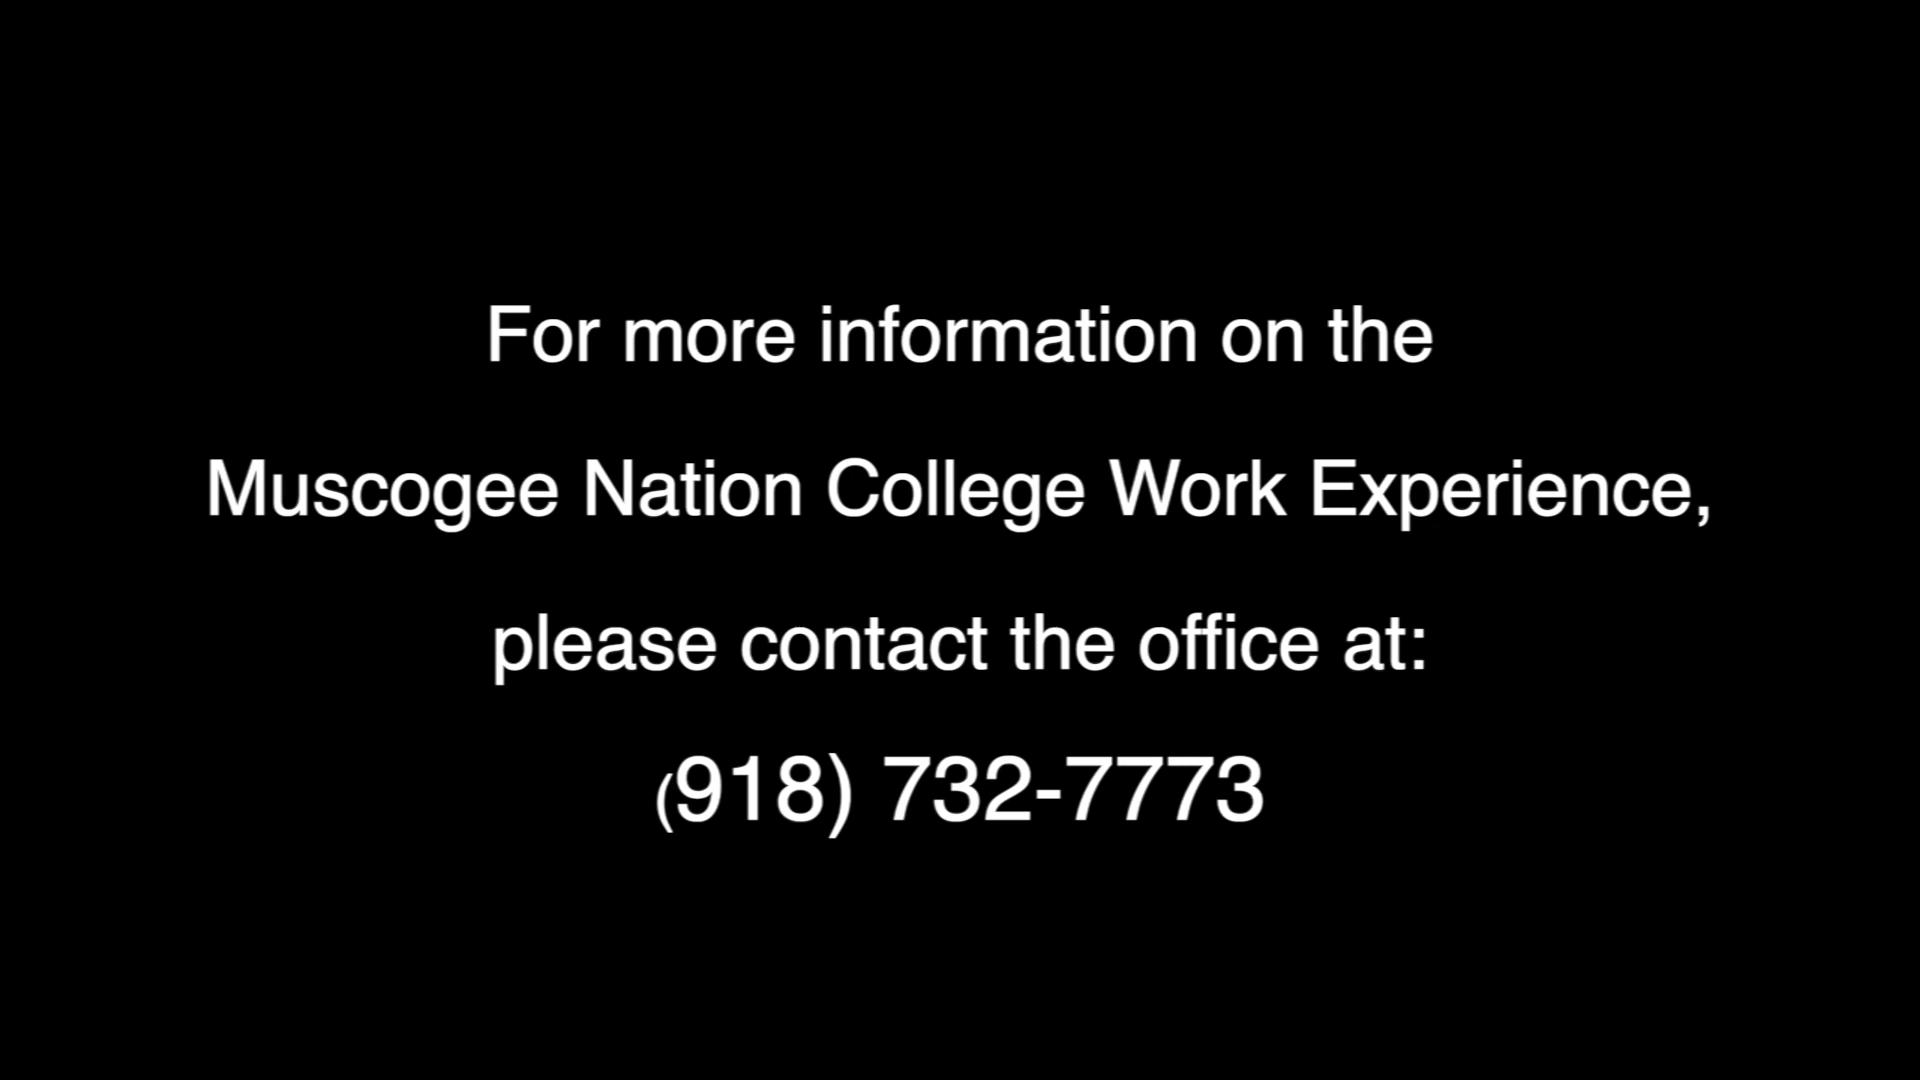 For more information on the
Muscogee Nation College Work Experience,
please contact the office at:
(918) 732-7773